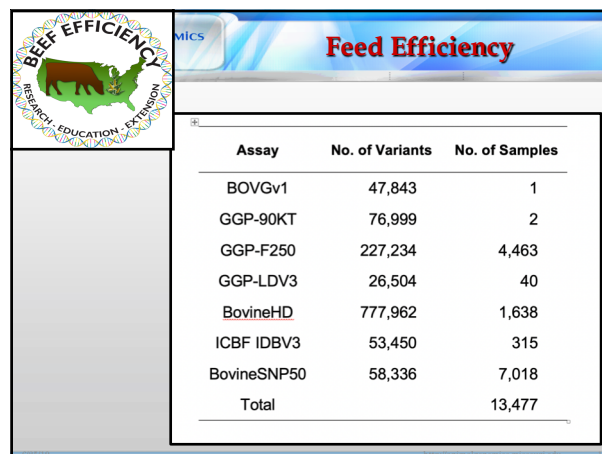 BEEF EFFICIENCY
RESEARCH - EDUCATION - EXTENSION
MICS
Feed Efficiency
Assay No. of Variants No. of Samples
BOVGv1 47,843 1
GGP-90KT 76,999 2
GGP-F250 227,234 4,463
GGP-LDV3 26,504 40
BovineHD 777,962 1,638
ICBF IDBV3 53,450 315
BovineSNP50 58,336 7,018
Total 13,477